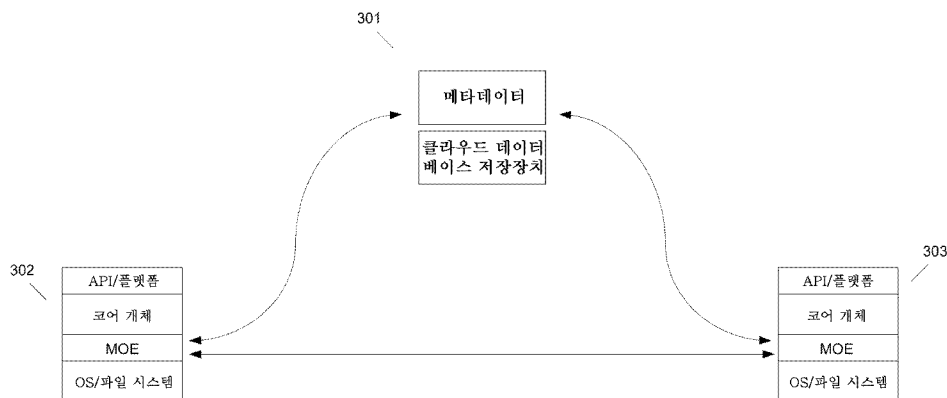 301
메타데이터
클라우드 데이터
베이스 저장장치
302
API/플랫폼
코어 개체
MOE
OS/파일 시스템
303
API/플랫폼
코어 개체
MOE
OS/파일 시스템